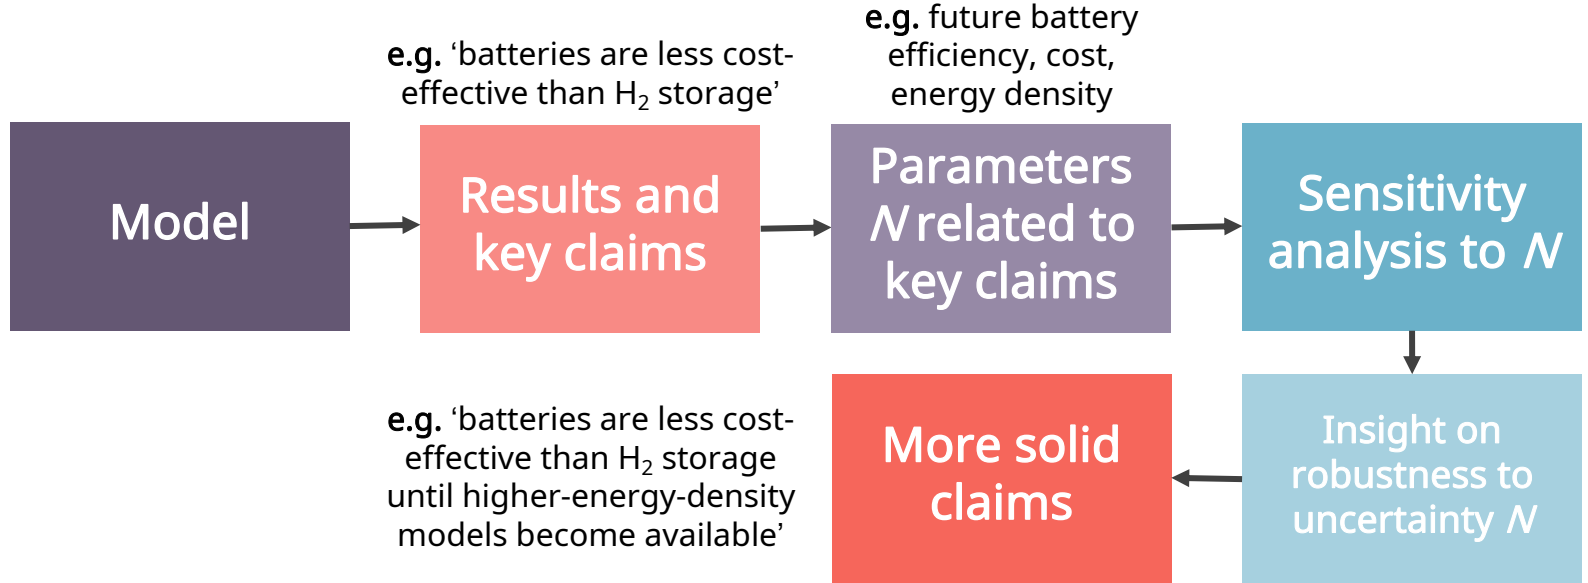 e.g. ‘batteries are less cost-
effective than H₂ storage’
e.g. future battery
efficiency, cost,
energy density
Model
Results and
key claims
Parameters
N related to
key claims
Sensitivity
analysis to N
Insight on
robustness to
uncertainty N
More solid
claims
e.g. ‘batteries are less cost-
effective than H₂ storage
until higher-energy-density
models become available’